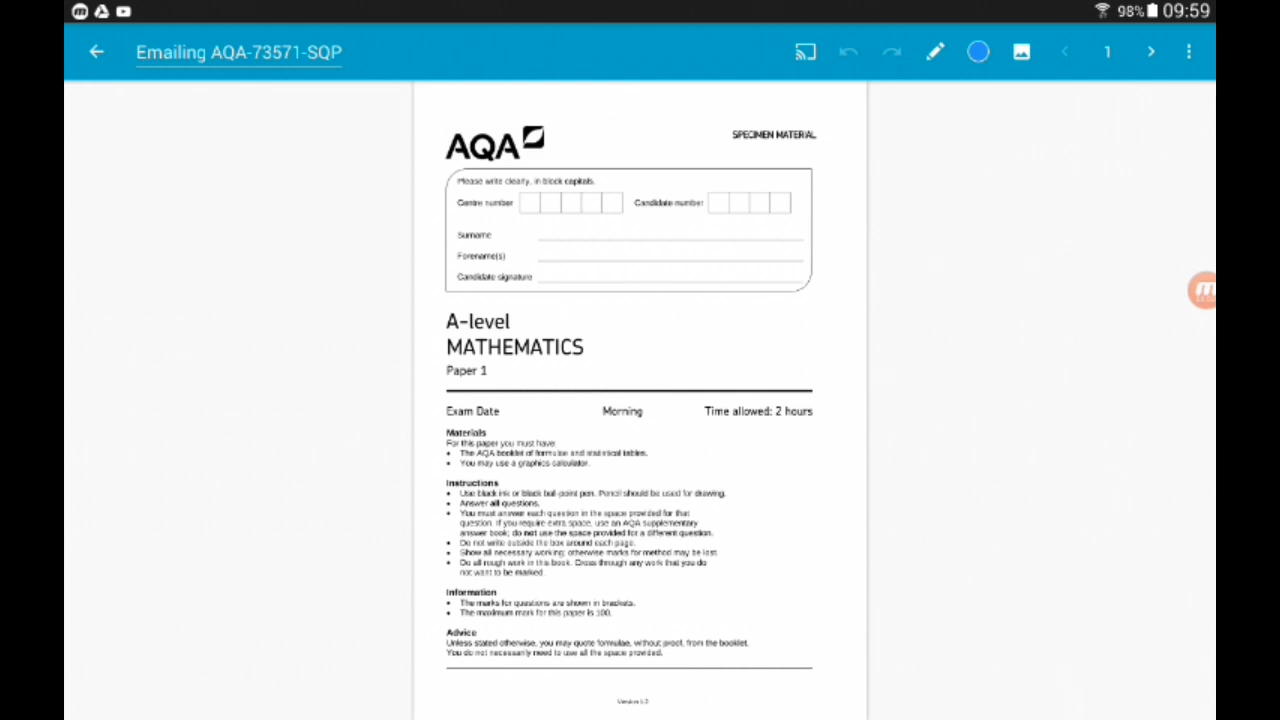 98% 09:59
Emailing AQA-73571-SQP
1
AQA
SPECIMEN MATERIAL
Please write clearly, in block capitals.
Centre number Candidate number
Surname
Forename(s)
Candidate signature
A-level
MATHEMATICS
Paper 1
Exam Date Morning Time allowed: 2 hours
Materials
For this paper you must have:
• The AQA booklet of formulae and statistical tables.
• You may use a graphics calculator.
Instructions
• Use black ink or black ball-point pen. Pencil should be used for drawing.
• Answer all questions.
• You must answer each question in the space provided for that
question. If you require extra space, use an AQA supplementary
answer book; do not use the space provided for a different question.
• Do not write outside the box around each page.
• Show all necessary working; otherwise marks for method may be lost.
• Do all rough work in this book. Cross through any work that you do
not want to be marked.
Information
• The marks for questions are shown in brackets.
• The maximum mark for this paper is 100.
Advice
Unless stated otherwise, you may quote formulae, without proof, from the booklet.
You do not necessarily need to use all the space provided.